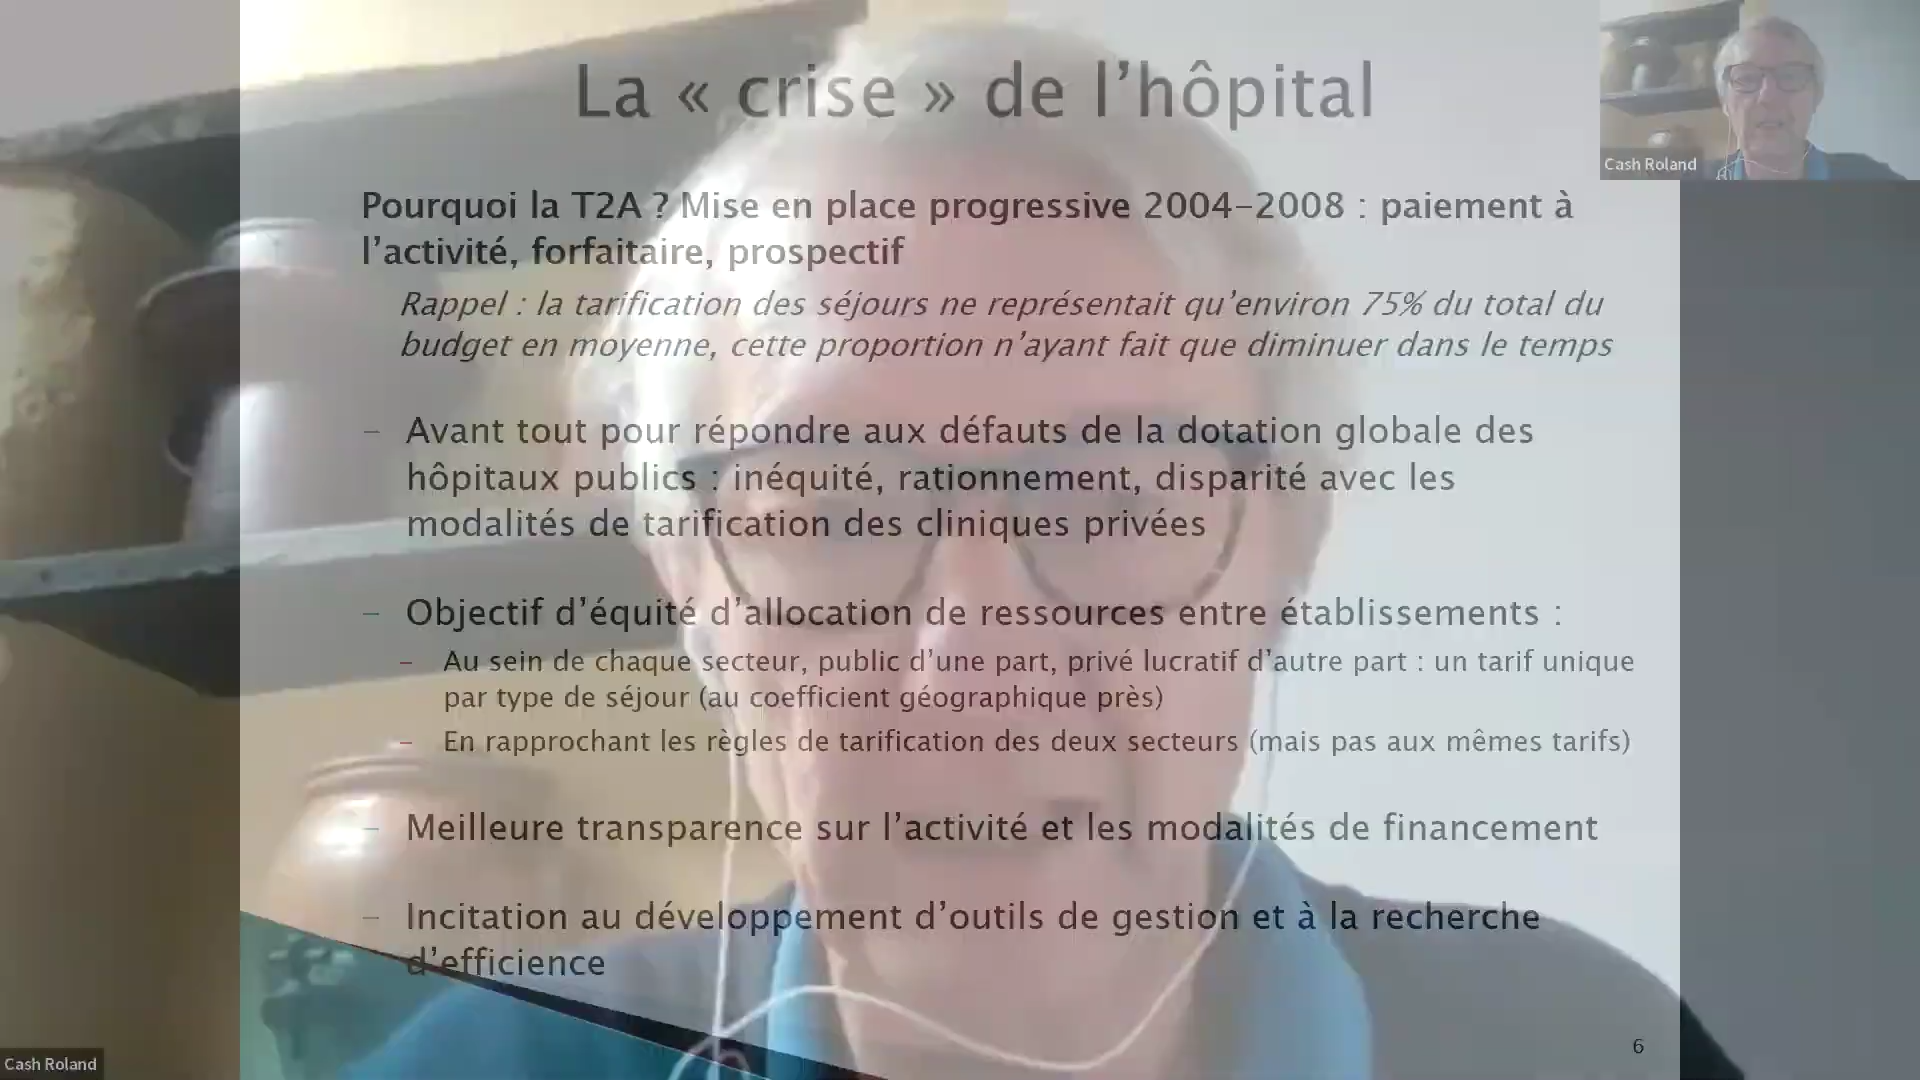 La « crise » de l’hôpital
Cash Roland
Pourquoi la T2A ? Mise en place progressive 2004-2008 : paiement à
l’activité, forfaitaire, prospectif
Rappel : la tarification des séjours ne représentait qu’environ 75% du total du
budget en moyenne, cette proportion n’ayant fait que diminuer dans le temps
– Avant tout pour répondre aux défauts de la dotation globale des
hôpitaux publics : inéquité, rationnement, disparité avec les
modalités de tarification des cliniques privées
– Objectif d’équité d’allocation de ressources entre établissements :
– Au sein de chaque secteur, public d’une part, privé lucratif d’autre part : un tarif unique
par type de séjour (au coefficient géographique près)
– En rapprochant les règles de tarification des deux secteurs (mais pas aux mêmes tarifs)
– Meilleure transparence sur l’activité et les modalités de financement
– Incitation au développement d’outils de gestion et à la recherche
d’efficience
6
Cash Roland